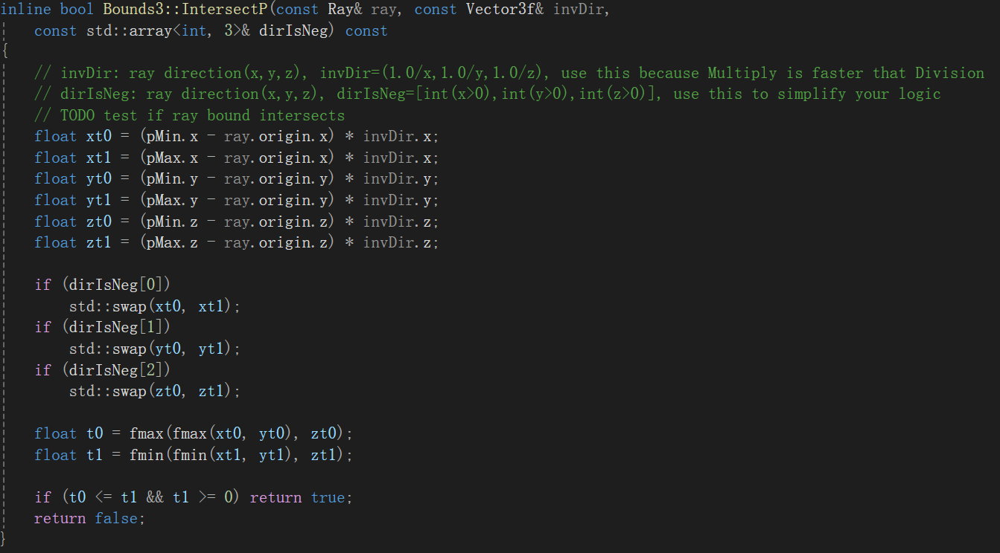 inline bool Bounds3::IntersectP(const Ray& ray, const Vector3f& invDir,
const std::array<int, 3>& dirIsNeg) const
{
// invDir: ray direction(x,y,z), invDir=(1.0/x,1.0/y,1.0/z), use this because Multiply is faster that Division
// dirIsNeg: ray direction(x,y,z), dirIsNeg=[int(x>0),int(y>0),int(z>0)], use this to simplify your logic
// TODO test if ray bound intersects
float xt0 = (pMin.x - ray.origin.x) * invDir.x;
float xt1 = (pMax.x - ray.origin.x) * invDir.x;
float yt0 = (pMin.y - ray.origin.y) * invDir.y;
float yt1 = (pMax.y - ray.origin.y) * invDir.y;
float zt0 = (pMin.z - ray.origin.z) * invDir.z;
float zt1 = (pMax.z - ray.origin.z) * invDir.z;
if (dirIsNeg[0])
std::swap(xt0, xt1);
if (dirIsNeg[1])
std::swap(yt0, yt1);
if (dirIsNeg[2])
std::swap(zt0, zt1);
float t0 = fmax(fmax(xt0, yt0), zt0);
float t1 = fmin(fmin(xt1, yt1), zt1);
if (t0 <= t1 && t1 >= 0) return true;
return false;
}